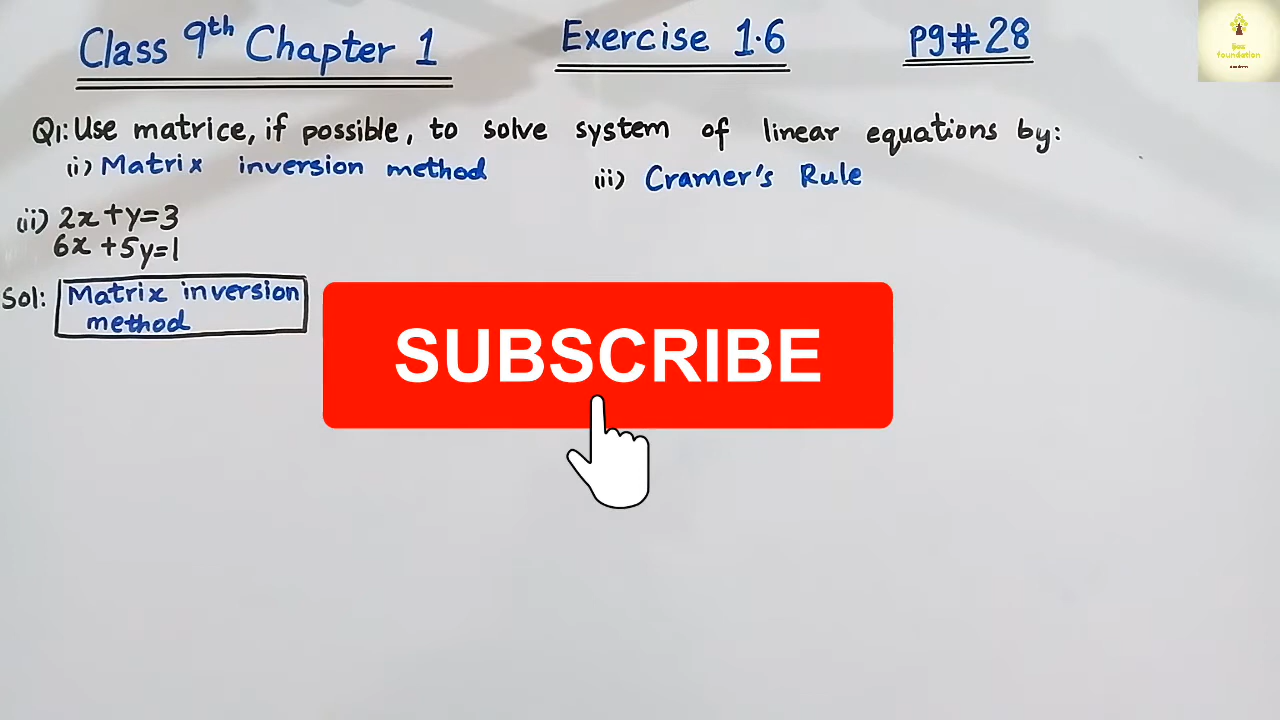 Class 9th Chapter 1 Exercise 1.6 Pg#28
foundation
Q1: Use matrice, if possible, to solve system of linear equations by:
(i) Matrix inversion method (ii) Cramer's Rule
(ii) 2x+y=3
6x+5y=1
Sol: Matrix inversion
method
SUBSCRIBE